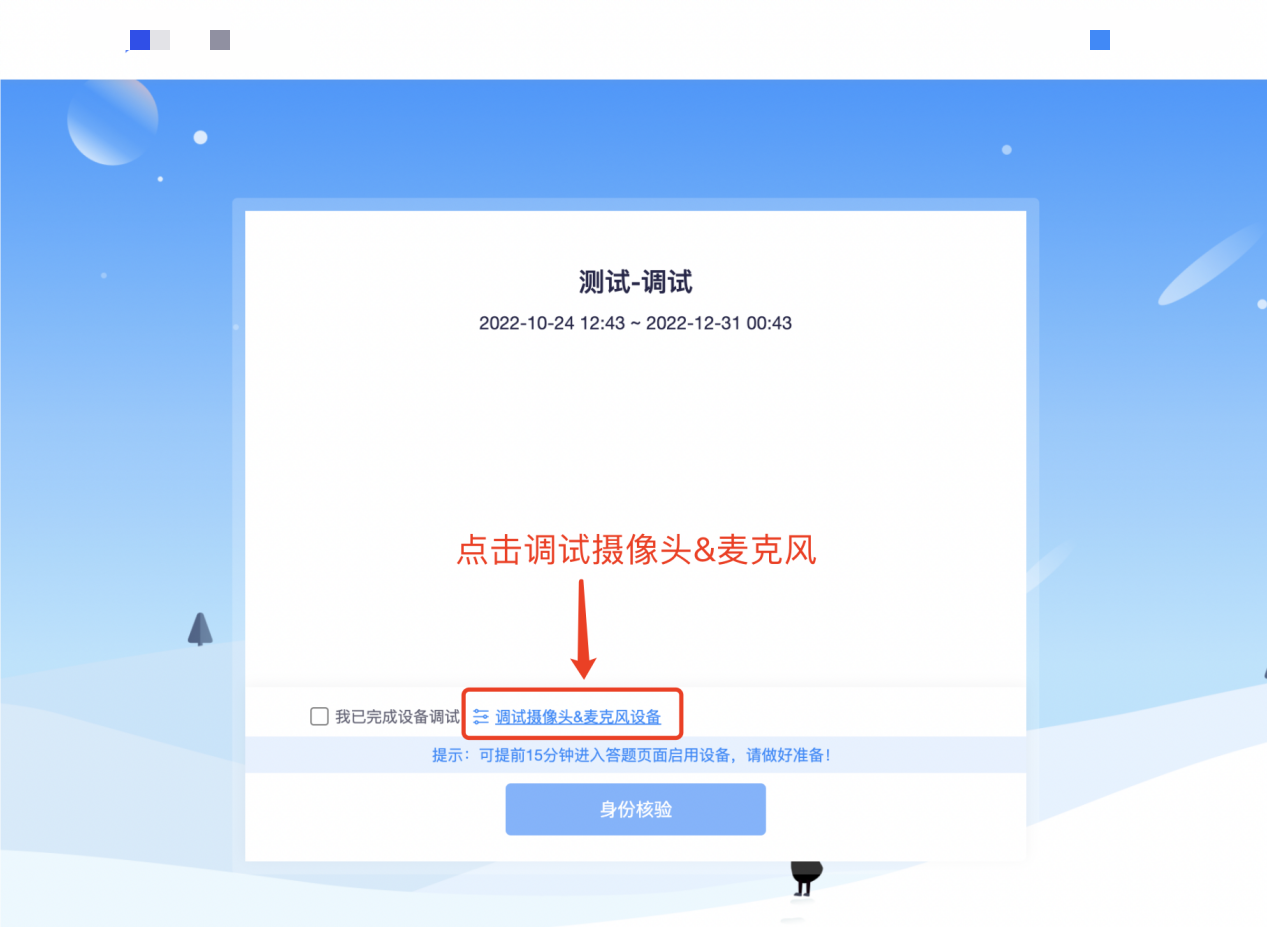 测试-调试
2022-10-24 12:43 ~ 2022-12-31 00:43
点击调试摄像头&麦克风
我已完成设备调试 调试摄像头&麦克风设备
提示：可提前15分钟进入答题页面启用设备，请做好准备！
身份核验